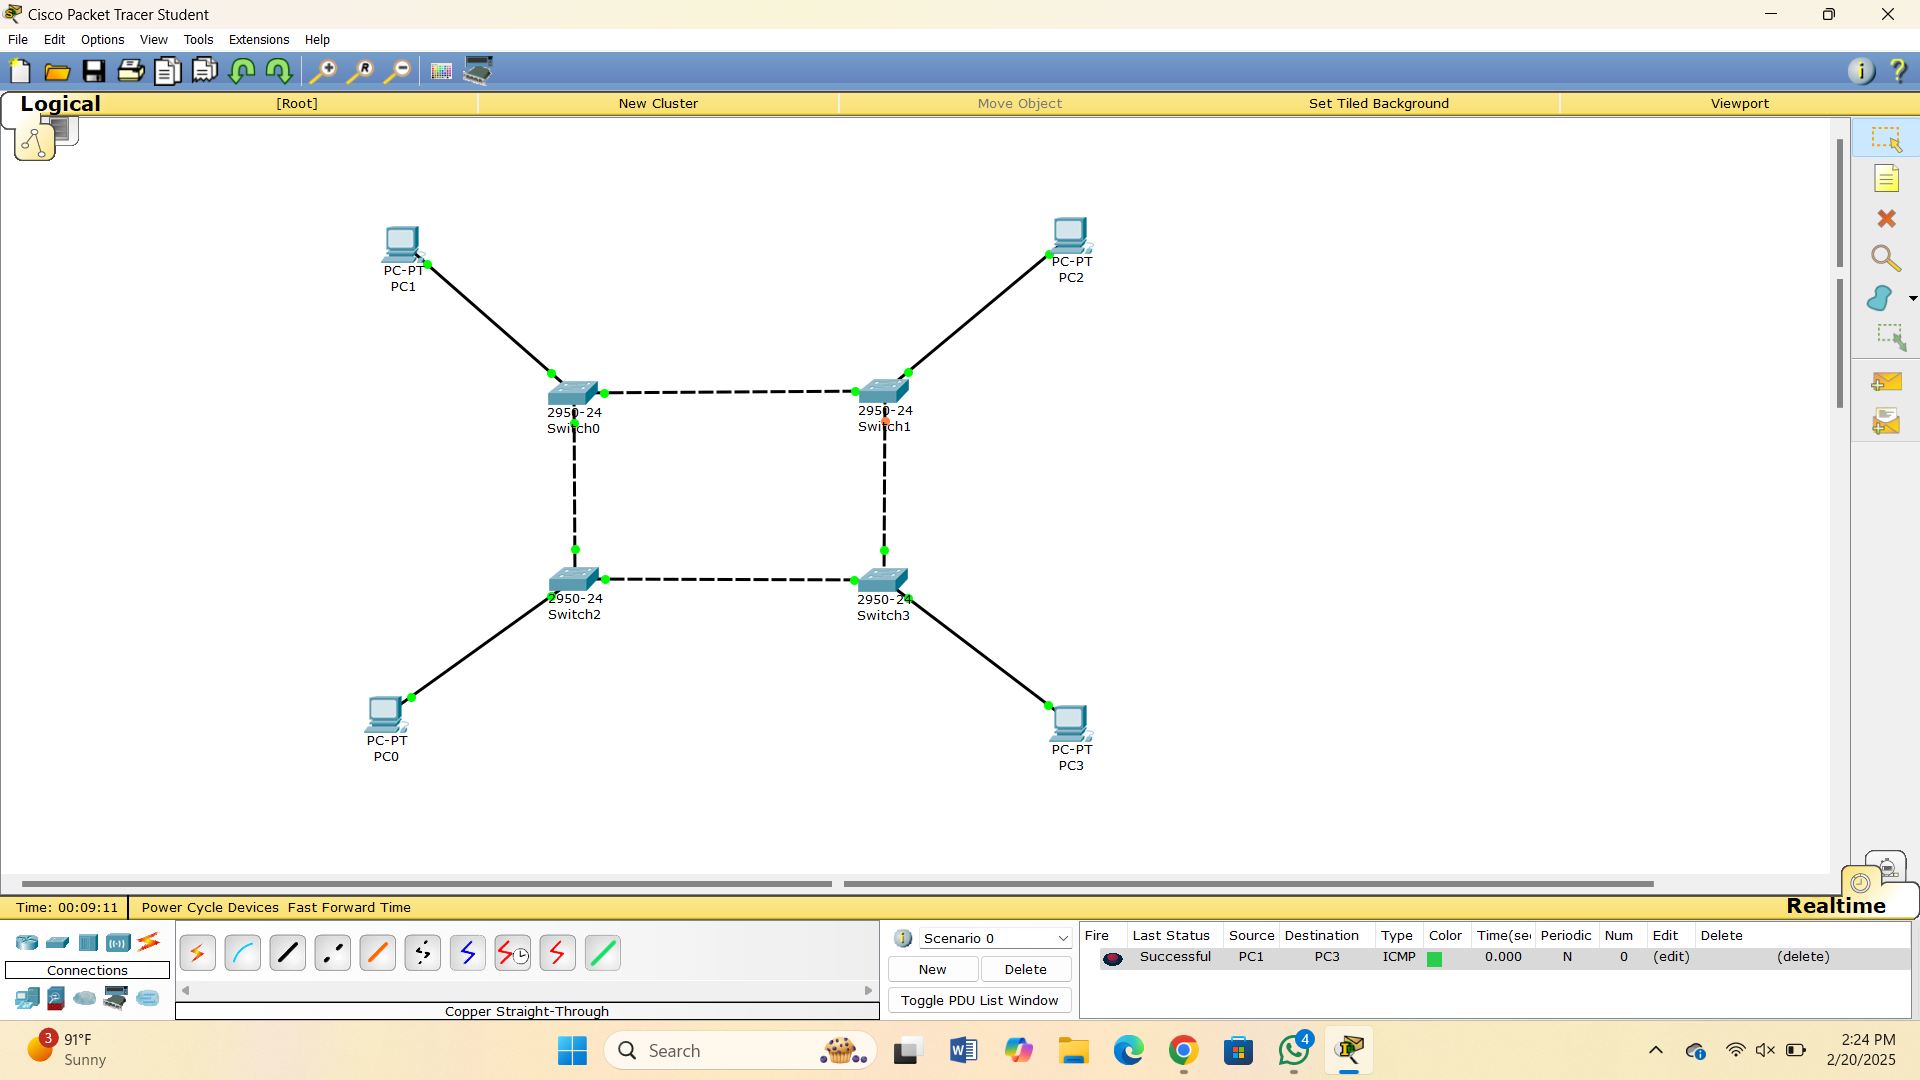 Cisco Packet Tracer Student
File Edit Options View Tools Extensions Help
Logical [Root] New Cluster Move Object Set Tiled Background Viewport
PC-PT
PC1
PC-PT
PC2
2950-24
Switch0
2950-24
Switch1
2950-24
Switch2
2950-24
Switch3
PC-PT
PC0
PC-PT
PC3
Time: 00:09:11 Power Cycle Devices Fast Forward Time
Realtime
Connections
Copper Straight-Through
Scenario 0
New Delete
Toggle PDU List Window
Fire Last Status Source Destination Type Color Time(sec Periodic Num Edit Delete
Successful PC1 PC3 ICMP 0.000 N 0 (edit) (delete)
3
91°F
Sunny
Search
4
2:24 PM
2/20/2025